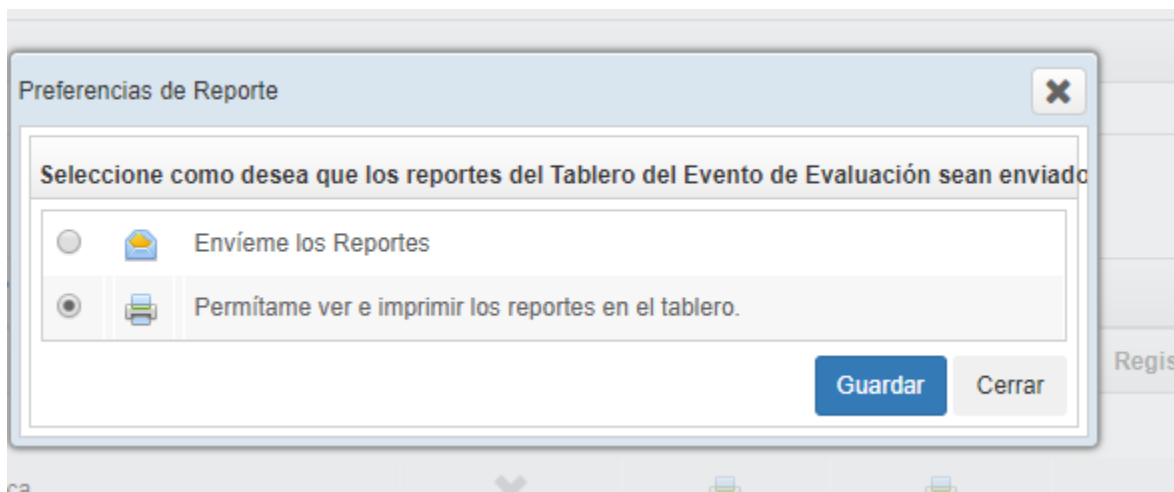 Preferencias de Reporte
Seleccione como desea que los reportes del Tablero del Evento de Evaluación sean enviado
Envíeme los Reportes
Permítame ver e imprimir los reportes en el tablero.
Regis
Guardar Cerrar
ca